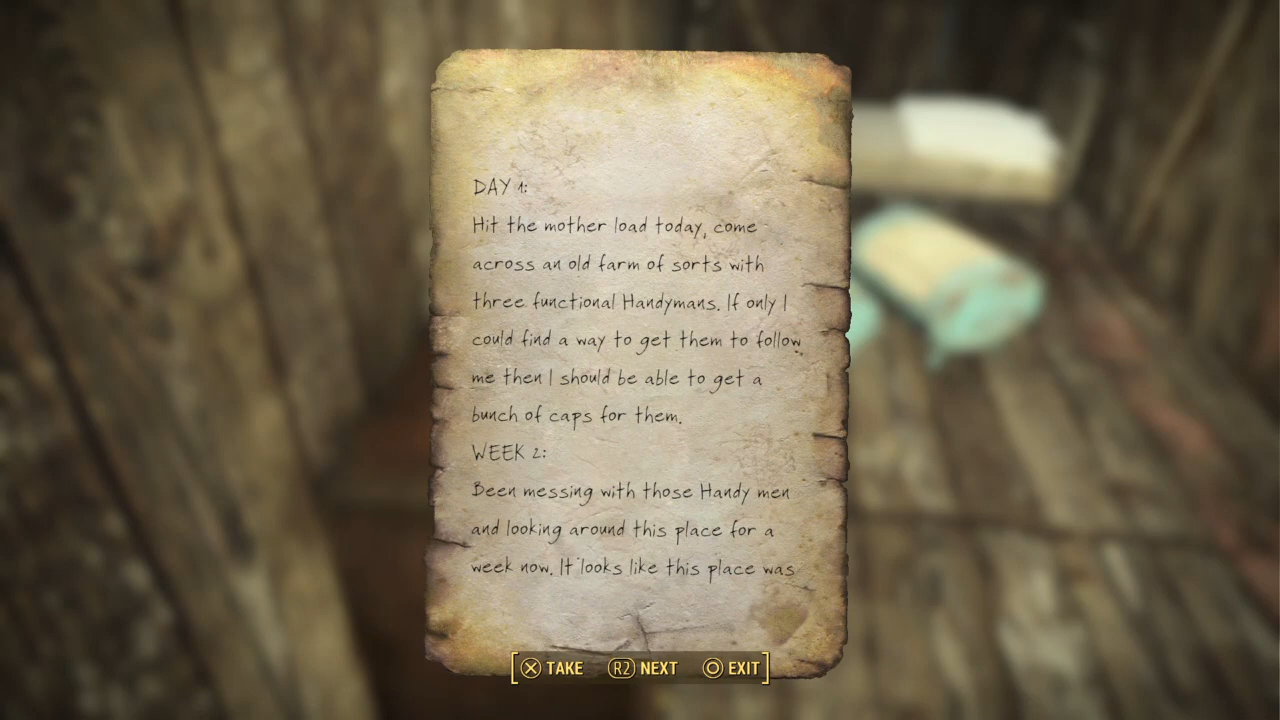 DAY 1:
Hit the mother load today, come
across an old farm of sorts with
three functional Handymans. If only I
could find a way to get them to follow
me then I should be able to get a
bunch of caps for them.
WEEK 2:
Been messing with those Handy men
and looking around this place for a
week now. It looks like this place was
TAKE R2 NEXT EXIT